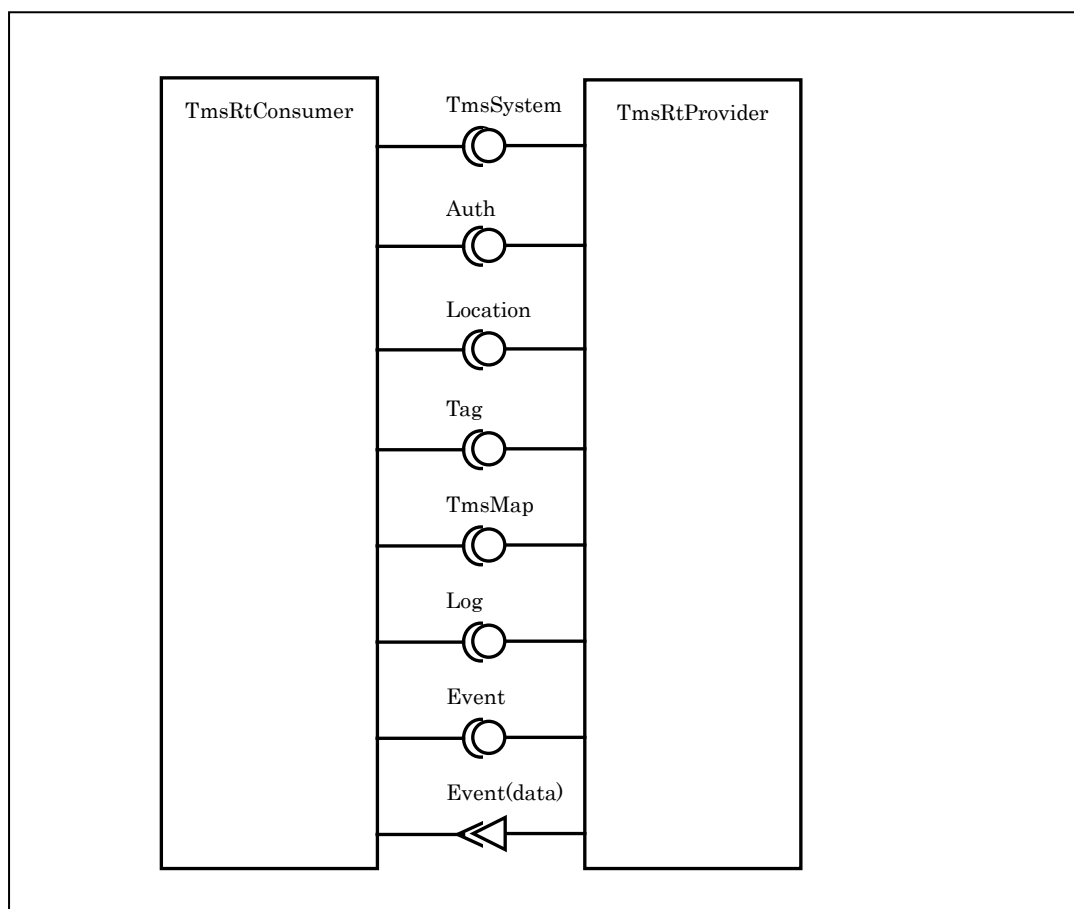 TmsRtConsumer
TmsSystem
TmsRtProvider
Auth
Location
Tag
TmsMap
Log
Event
Event(data)